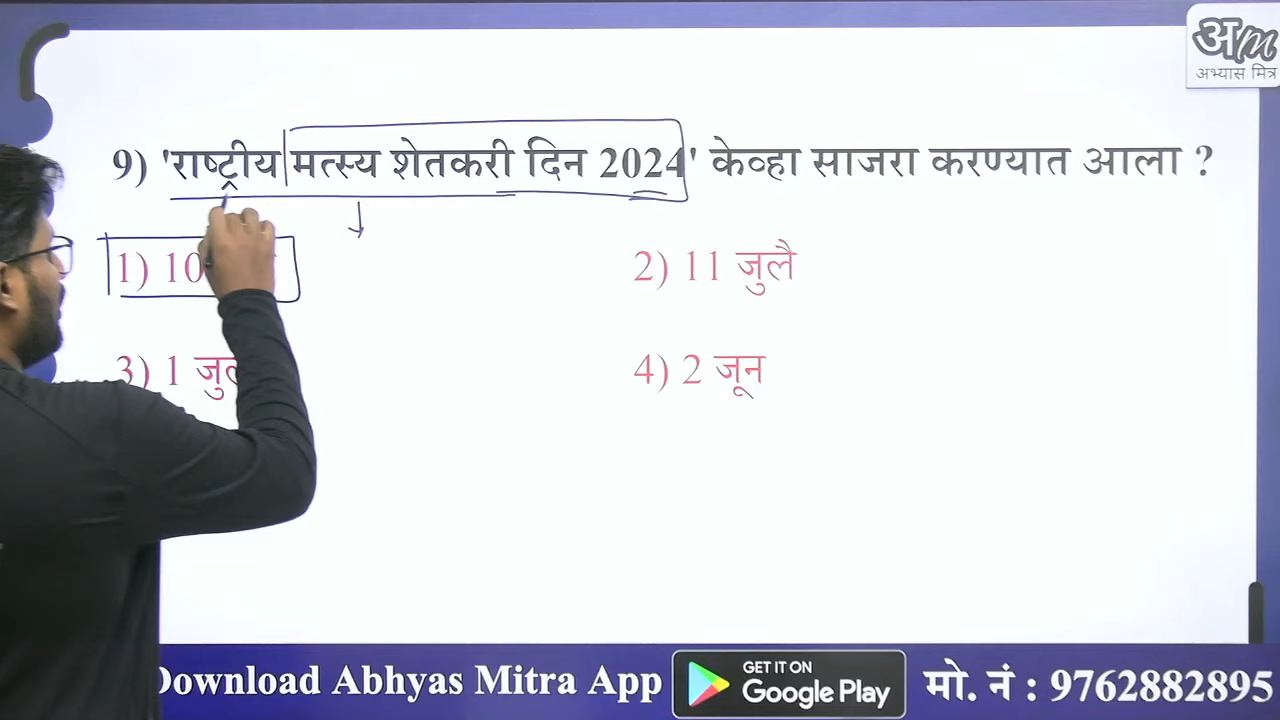 अm
अभ्यास मित्र
9) 'राष्ट्रीय मत्स्य शेतकरी दिन 2024' केव्हा साजरा करण्यात आला ?
1) 10
2) 11 जुलै
3) 1
4) 2 जून
Download Abhyas Mitra App
GET IT ON
Google Play
मो. नं : 9762882895